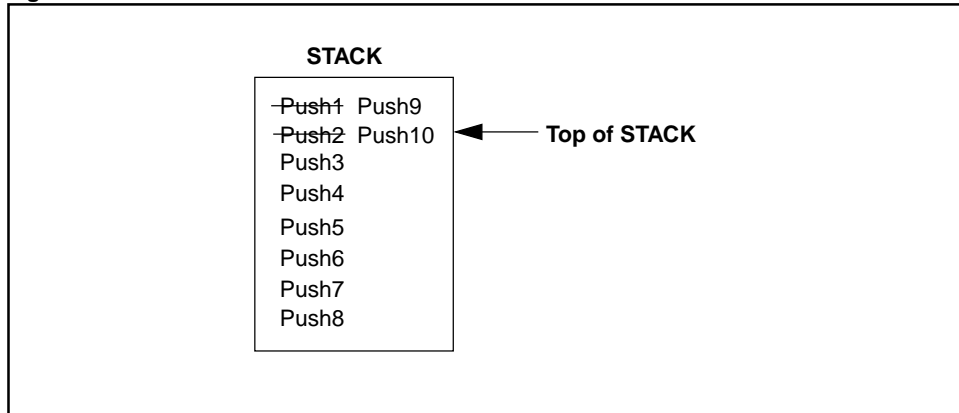 STACK
Push1 Push9
Push2 Push10
Top of STACK
Push3
Push4
Push5
Push6
Push7
Push8